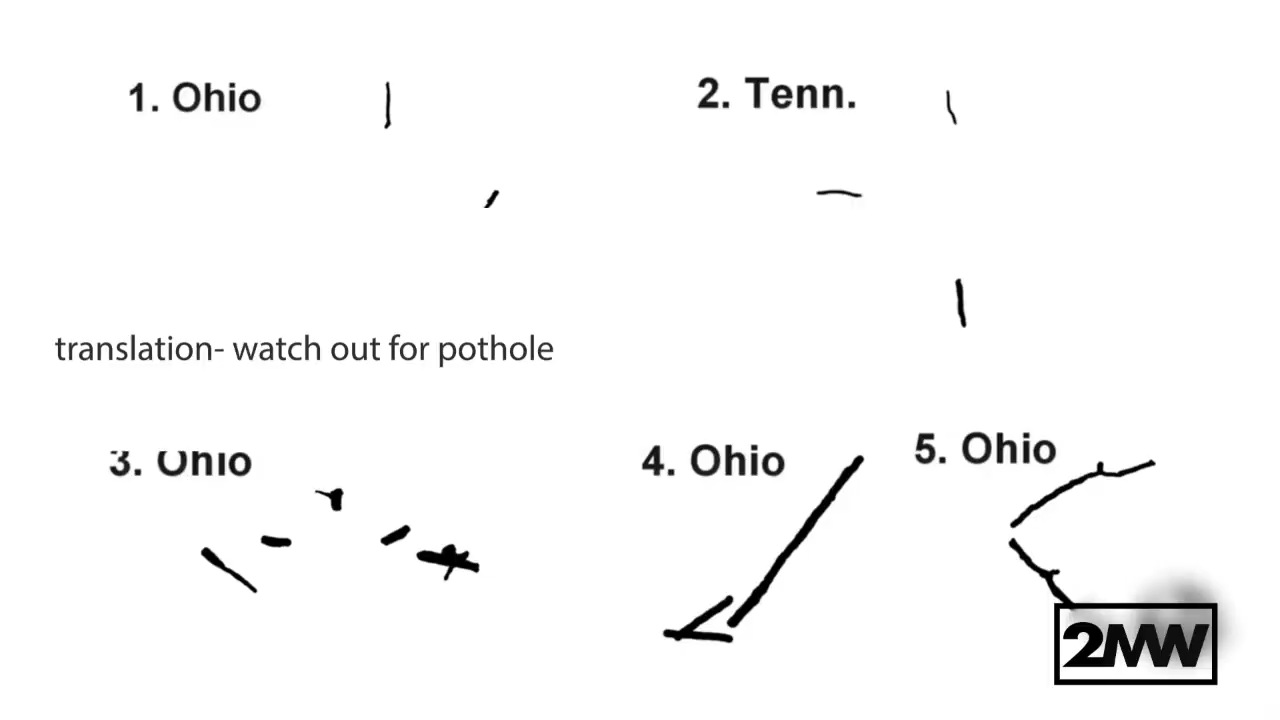 1. Ohio
2. Tenn.
translation- watch out for pothole
3. Ohio
4. Ohio
5. Ohio
2MW